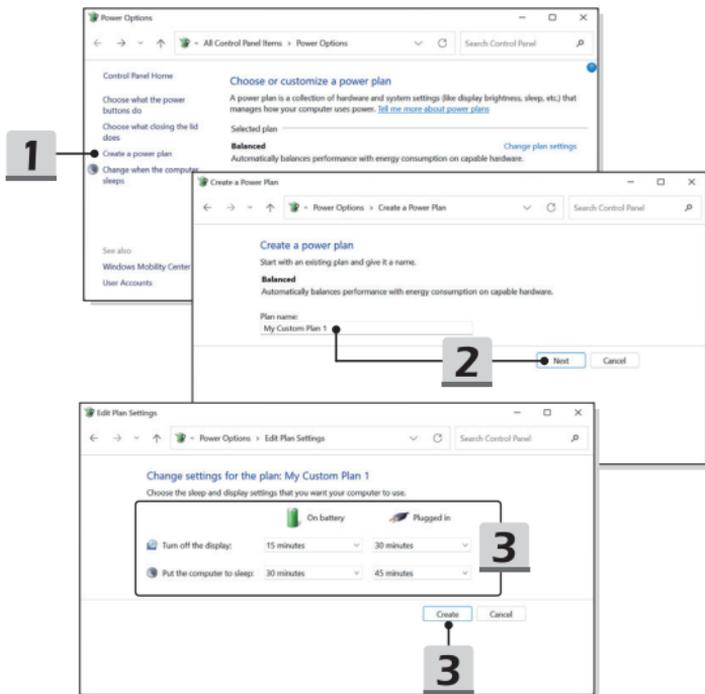 Power Options
All Control Panel Items > Power Options
Search Control Panel
Control Panel Home
Choose what the power
buttons do
Choose what closing the lid
does
Create a power plan
Change when the computer
sleeps
See also
Windows Mobility Center
User Accounts
Choose or customize a power plan
A power plan is a collection of hardware and system settings (like display brightness, sleep, etc.) that
manages how your computer uses power. Tell me more about power plans
Selected plan
Balanced
Change plan settings
Automatically balances performance with energy consumption on capable hardware.
1
Create a Power Plan
Power Options > Create a Power Plan
Search Control Panel
Create a power plan
Start with an existing plan and give it a name.
Balanced
Automatically balances performance with energy consumption on capable hardware.
Plan name:
My Custom Plan 1
2
Next
Cancel
Edit Plan Settings
Power Options > Edit Plan Settings
Search Control Panel
Change settings for the plan: My Custom Plan 1
Choose the sleep and display settings that you want your computer to use.
On battery
Plugged in
Turn off the display: 15 minutes 30 minutes
Put the computer to sleep: 30 minutes 45 minutes
3
Create
Cancel
3